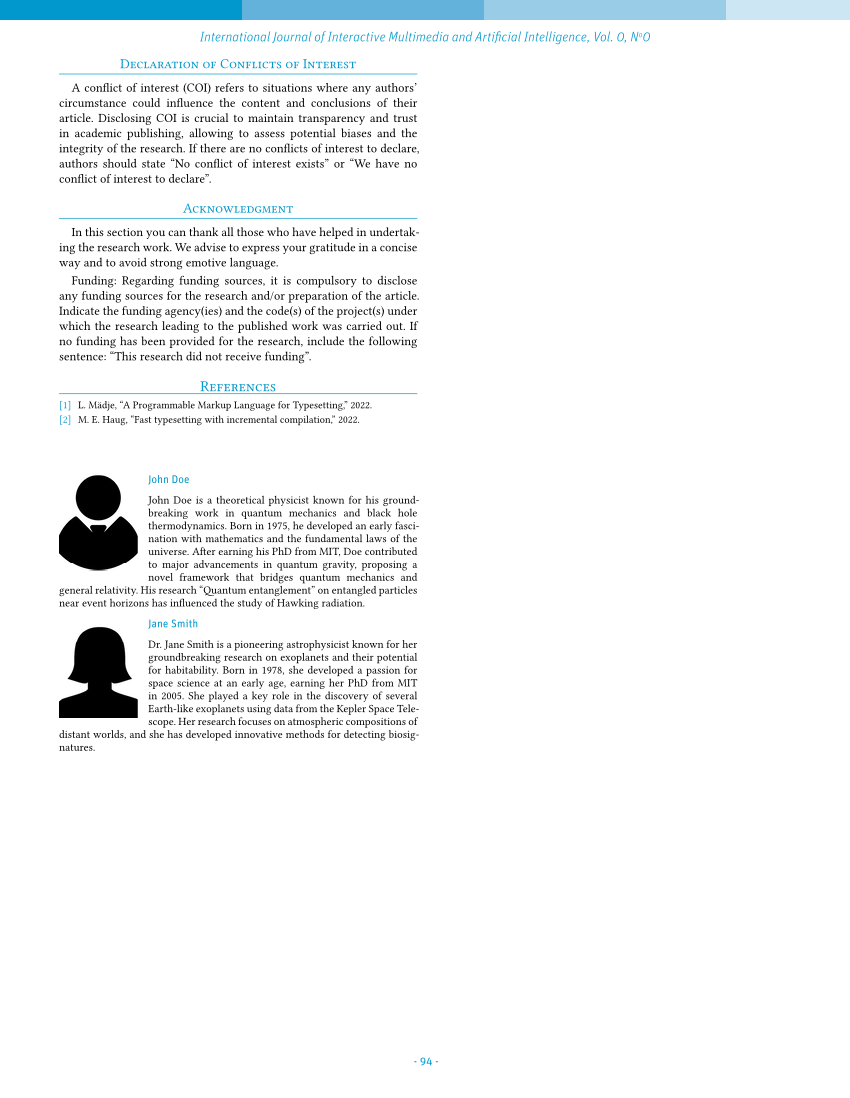 International Journal of Interactive Multimedia and Artificial Intelligence, Vol. 0, Nº0
Declaration of Conflicts of Interest
A conflict of interest (COI) refers to situations where any authors’
circumstance could influence the content and conclusions of their
article. Disclosing COI is crucial to maintain transparency and trust
in academic publishing, allowing to assess potential biases and the
integrity of the research. If there are no conflicts of interest to declare,
authors should state “No conflict of interest exists” or “We have no
conflict of interest to declare”.
Acknowledgment
In this section you can thank all those who have helped in undertak-
ing the research work. We advise to express your gratitude in a concise
way and to avoid strong emotive language.
Funding: Regarding funding sources, it is compulsory to disclose
any funding sources for the research and/or preparation of the article.
Indicate the funding agency(ies) and the code(s) of the project(s) under
which the research leading to the published work was carried out. If
no funding has been provided for the research, include the following
sentence: “This research did not receive funding”.
References
[1] L. Mädje, “A Programmable Markup Language for Typesetting,” 2022.
[2] M. E. Haug, “Fast typesetting with incremental compilation,” 2022.
John Doe
John Doe is a theoretical physicist known for his ground-
breaking work in quantum mechanics and black hole
thermodynamics. Born in 1975, he developed an early fasci-
nation with mathematics and the fundamental laws of the
universe. After earning his PhD from MIT, Doe contributed
to major advancements in quantum gravity, proposing a
novel framework that bridges quantum mechanics and
general relativity. His research “Quantum entanglement” on entangled particles
near event horizons has influenced the study of Hawking radiation.
Jane Smith
Dr. Jane Smith is a pioneering astrophysicist known for her
groundbreaking research on exoplanets and their potential
for habitability. Born in 1978, she developed a passion for
space science at an early age, earning her PhD from MIT
in 2005. She played a key role in the discovery of several
Earth-like exoplanets using data from the Kepler Space Tele-
scope. Her research focuses on atmospheric compositions of
distant worlds, and she has developed innovative methods for detecting biosig-
natures.
- 94 -